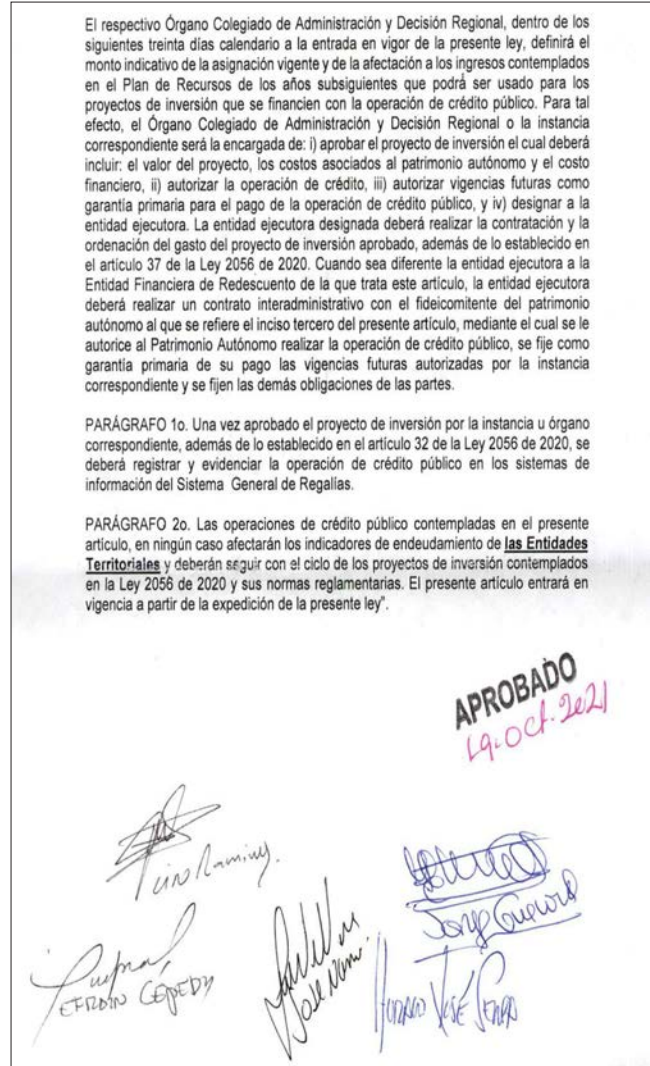 El respectivo Órgano Colegiado de Administración y Decisión Regional, dentro de los
siguientes treinta días calendario a la entrada en vigor de la presente ley, definirá el
monto indicativo de la asignación vigente y de la afectación a los ingresos contemplados
en el Plan de Recursos de los años subsiguientes que podrá ser usado para los
proyectos de inversión que se financien con la operación de crédito público. Para tal
efecto, el Órgano Colegiado de Administración y Decisión Regional o la instancia
correspondiente será la encargada de: i) aprobar el proyecto de inversión el cual deberá
incluir: el valor del proyecto, los costos asociados al patrimonio autónomo y el costo
financiero, ii) autorizar la operación de crédito, iii) autorizar vigencias futuras como
garantía primaria para el pago de la operación de crédito público, y iv) designar a la
entidad ejecutora. La entidad ejecutora designada deberá realizar la contratación y la
ordenación del gasto del proyecto de inversión aprobado, además de lo establecido en
el artículo 37 de la Ley 2056 de 2020. Cuando sea diferente la entidad ejecutora a la
Entidad Financiera de Redescuento de la que trata este artículo, la entidad ejecutora
deberá realizar un contrato interadministrativo con el fideicomitente del patrimonio
autónomo al que se refiere el inciso tercero del presente artículo, mediante el cual se le
autorice al Patrimonio Autónomo realizar la operación de crédito público, se fije como
garantía primaria de su pago las vigencias futuras autorizadas por la instancia
correspondiente y se fijen las demás obligaciones de las partes.
PARÁGRAFO 1o. Una vez aprobado el proyecto de inversión por la instancia u órgano
correspondiente, además de lo establecido en el artículo 32 de la Ley 2056 de 2020, se
deberá registrar y evidenciar la operación de crédito público en los sistemas de
información del Sistema General de Regalías.
PARÁGRAFO 2o. Las operaciones de crédito público contempladas en el presente
artículo, en ningún caso afectarán los indicadores de endeudamiento de las Entidades
Territoriales y deberán seguir con el ciclo de los proyectos de inversión contemplados
en la Ley 2056 de 2020 y sus normas reglamentarias. El presente artículo entrará en
vigencia a partir de la expedición de la presente ley".
APROBADO
19.Oct.2021
EFRAIN CEPEDA
José